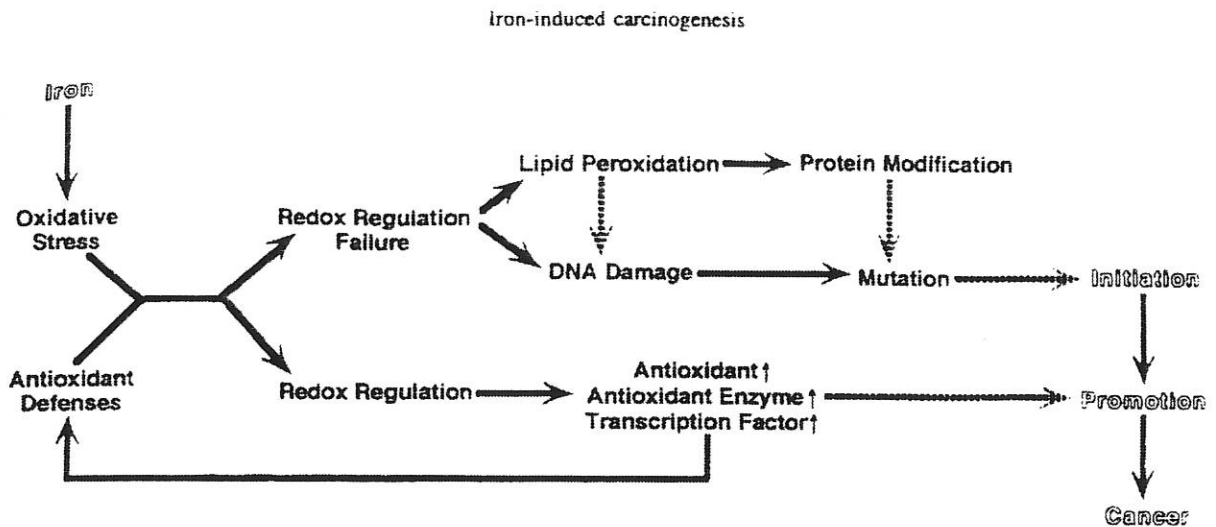 Iron-induced carcinogenesis
Iron
Lipid Peroxidation
Protein Modification
Oxidative
Stress
Redox Regulation
Failure
DNA Damage
Mutation
Initiation
Antioxidant
Defenses
Redox Regulation
Antioxidant↑
Antioxidant Enzyme↑
Transcription Factor↑
Promotion
Cancer